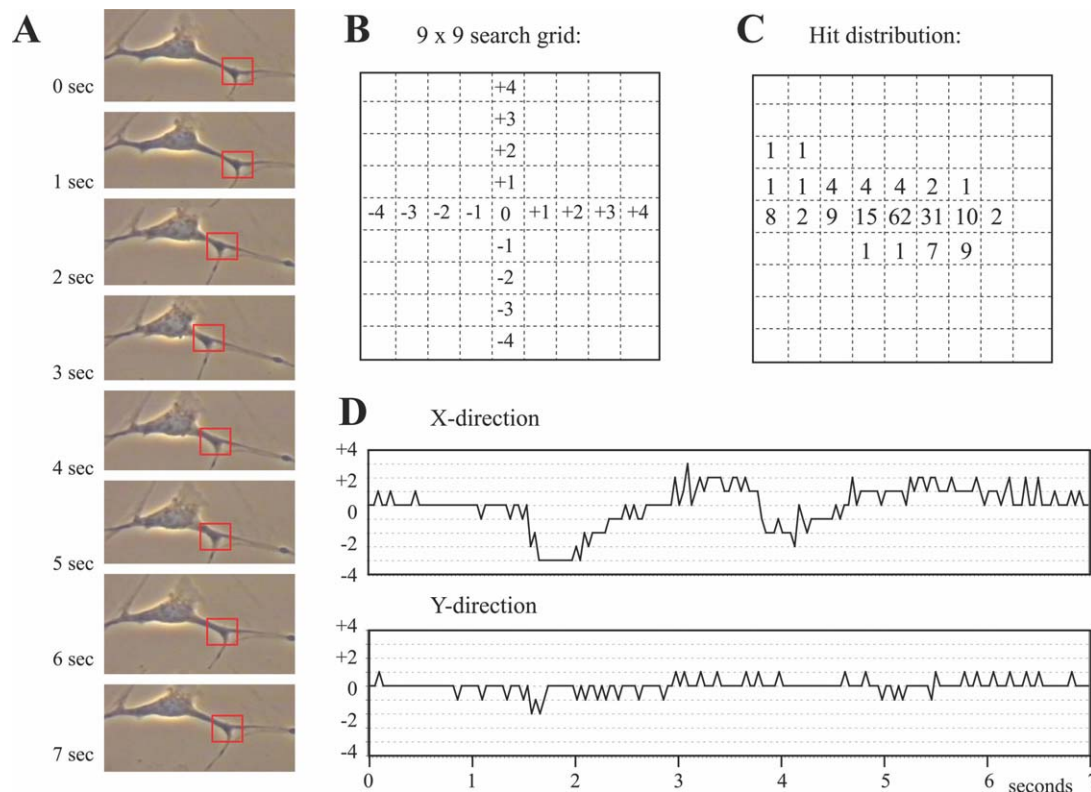 A
0 sec
1 sec
2 sec
3 sec
4 sec
5 sec
6 sec
7 sec
B 9 x 9 search grid:
+4
+3
+2
+1
-4 -3 -2 -1 0 +1 +2 +3 +4
-1
-2
-3
-4
C Hit distribution:
1 1
1 1 4 4 4 2 1
8 2 9 15 62 31 10 2
1 1 7 9
D X-direction
+4
+2
0
-2
-4
Y-direction
+4
+2
0
-2
-4
0 1 2 3 4 5 6 seconds 7